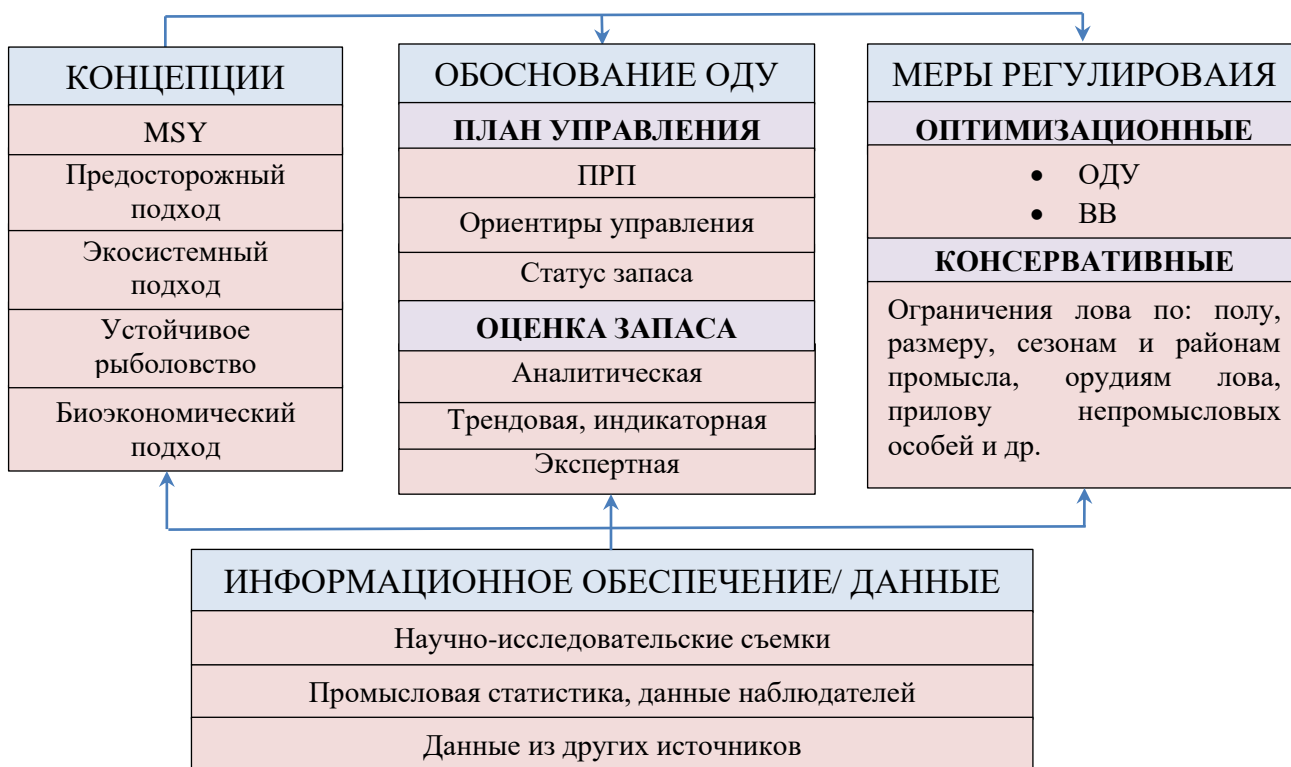 КОНЦЕПЦИИ
MSY
Предосторожный
подход
Экосистемный
подход
Устойчивое
рыболовство
Биоэкономический
подход
ОБОСНОВАНИЕ ОДУ
ПЛАН УПРАВЛЕНИЯ
ПРП
Ориентиры управления
Статус запаса
ОЦЕНКА ЗАПАСА
Аналитическая
Трендовая, индикаторная
Экспертная
МЕРЫ РЕГУЛИРОВАИЯ
ОПТИМИЗАЦИОННЫЕ
• ОДУ
• ВВ
КОНСЕРВАТИВНЫЕ
Ограничения лова по: полу,
размеру, сезонам и районам
промысла, орудиям лова,
прилову непромысловых
особей и др.
ИНФОРМАЦИОННОЕ ОБЕСПЕЧЕНИЕ/ ДАННЫЕ
Научно-исследовательские съемки
Промысловая статистика, данные наблюдателей
Данные из других источников